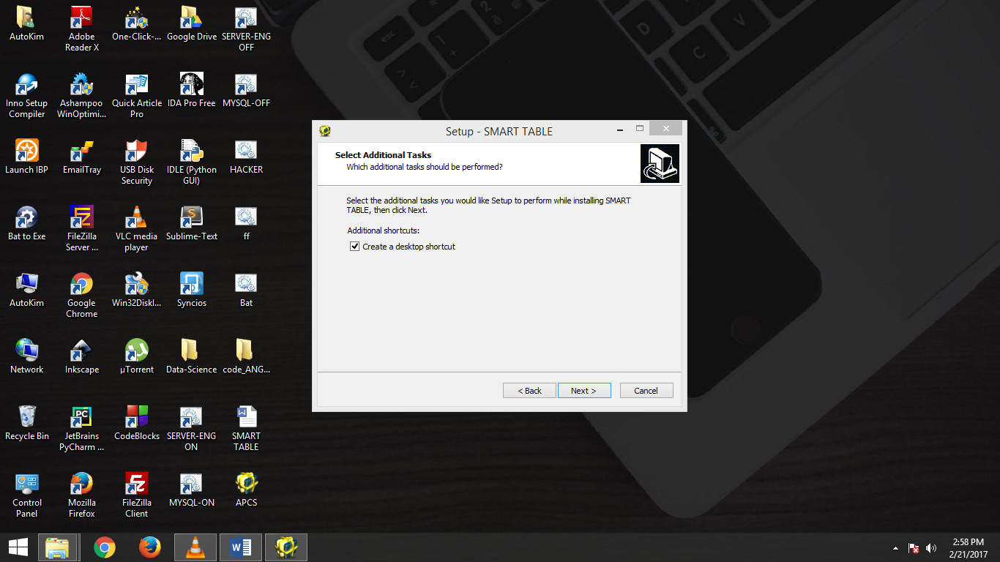 AutoKim
Adobe
Reader X
One-Click-...
Google Drive
SERVER-ENG
OFF
Inno Setup
Compiler
Ashampoo
WinOptimi...
Quick Article
Pro
IDA Pro Free
MYSQL-OFF
Launch IBP
EmailTray
USB Disk
Security
IDLE (Python
GUI)
HACKER
Bat to Exe
FileZilla
Server ...
VLC media
player
Sublime-Text
ff
AutoKim
Google
Chrome
Win32DiskI...
Syncios
Bat
Network
Inkscape
µTorrent
Data-Science
code_ANG...
Recycle Bin
JetBrains
PyCharm ...
CodeBlocks
SERVER-ENG
ON
SMART
TABLE
Control
Panel
Mozilla
Firefox
FileZilla
Client
MYSQL-ON
APCS
Setup - SMART TABLE
Select Additional Tasks
Which additional tasks should be performed?
Select the additional tasks you would like Setup to perform while installing SMART
TABLE, then click Next.
Additional shortcuts:
Create a desktop shortcut
< Back
Next >
Cancel
2:58 PM
2/21/2017